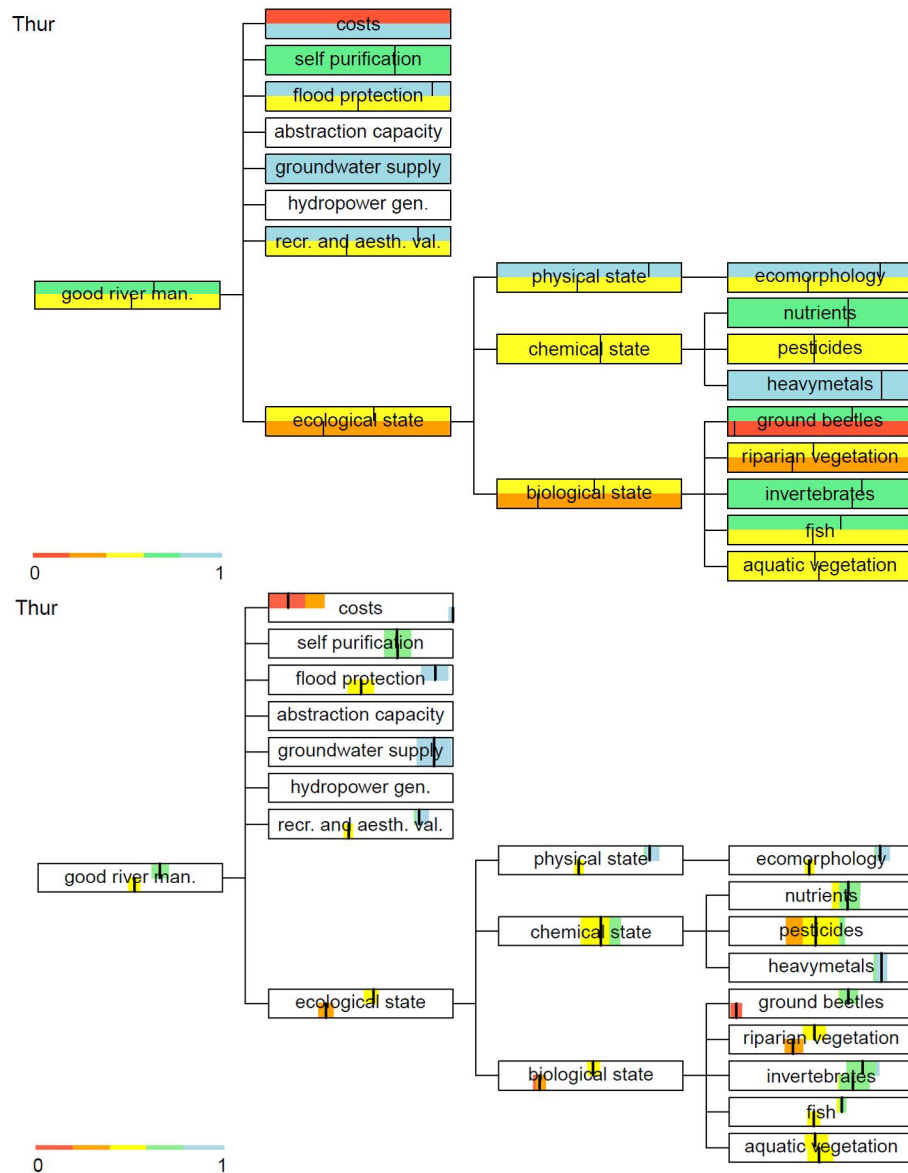 Thur
costs
self purification
flood protection
abstraction capacity
groundwater supply
hydropower gen.
recr. and aesth. val.
physical state
ecomorphology
good river man.
nutrients
chemical state
pesticides
heavymetals
ecological state
ground beetles
riparian vegetation
biological state
invertebrates
fish
aquatic vegetation
0 1
Thur
costs
self purification
flood protection
abstraction capacity
groundwater supply
hydropower gen.
recr. and aesth. val.
physical state
ecomorphology
good river man.
nutrients
chemical state
pesticides
heavymetals
ecological state
ground beetles
riparian vegetation
biological state
invertebrates
fish
aquatic vegetation
0 1